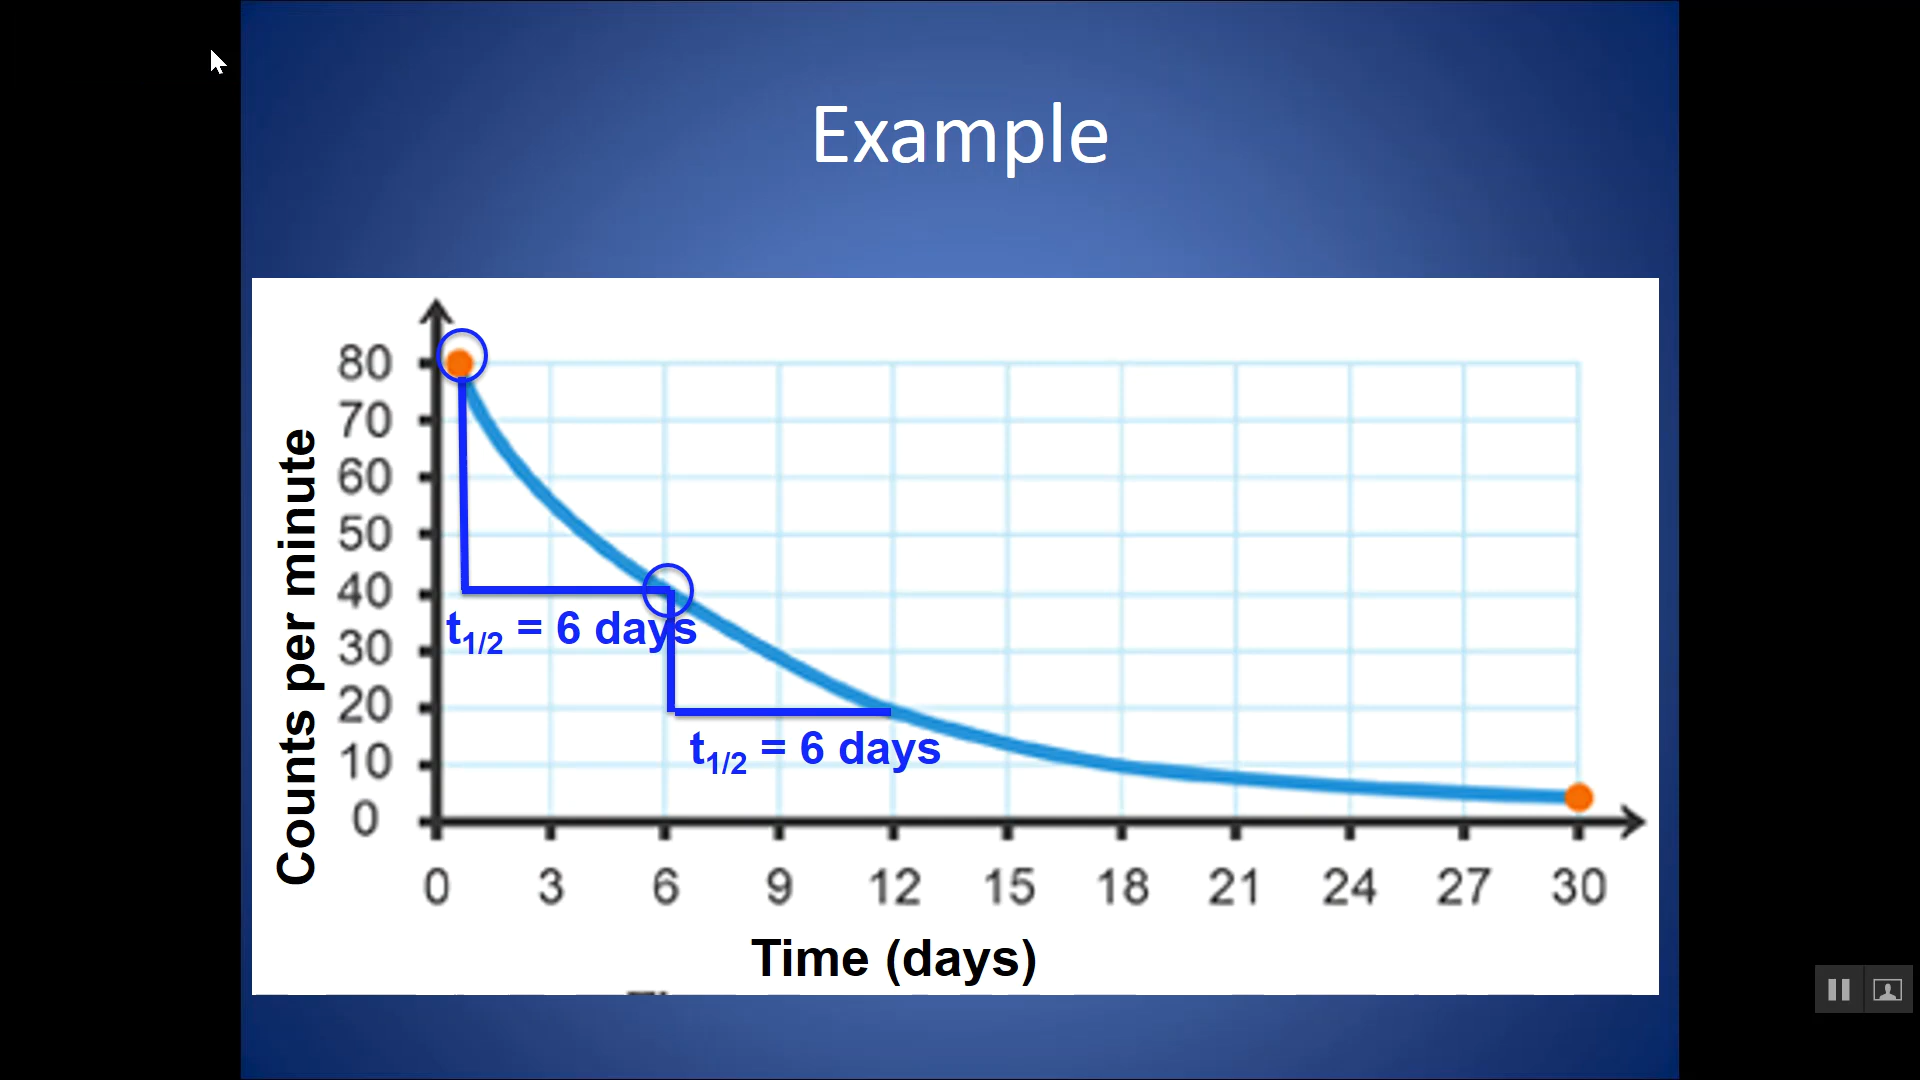 Example
Counts per minute
80
70
60
50
40
30
20
10
0
t1/2 = 6 days
t1/2 = 6 days
0 3 6 9 12 15 18 21 24 27 30
Time (days)